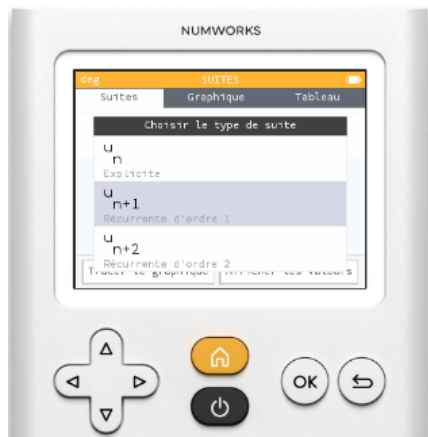 NUMWORKS
deg SUITES
Suites Graphique Tableau
Choisir le type de suite
u
n
Explicite
u
n+1
Récurrente d'ordre 1
u
n+2
Récurrente d'ordre 2
Tracer le graphique Afficher les valeurs
OK